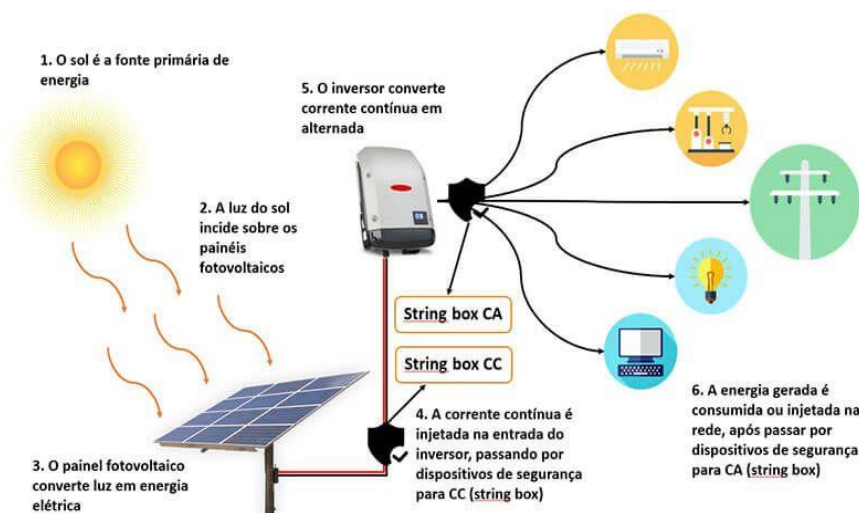 1. O sol é a fonte primária de
energia
5. O inversor converte
corrente contínua em
alternada
2. A luz do sol
incide sobre os
painéis
fotovoltaicos
String box CA
String box CC
3. O painel fotovoltaico
converte luz em energia
elétrica
4. A corrente contínua é
injetada na entrada do
inversor, passando por
dispositivos de segurança
para CC (string box)
6. A energia gerada é
consumida ou injetada na
rede, após passar por
dispositivos de segurança
para CA (string box)